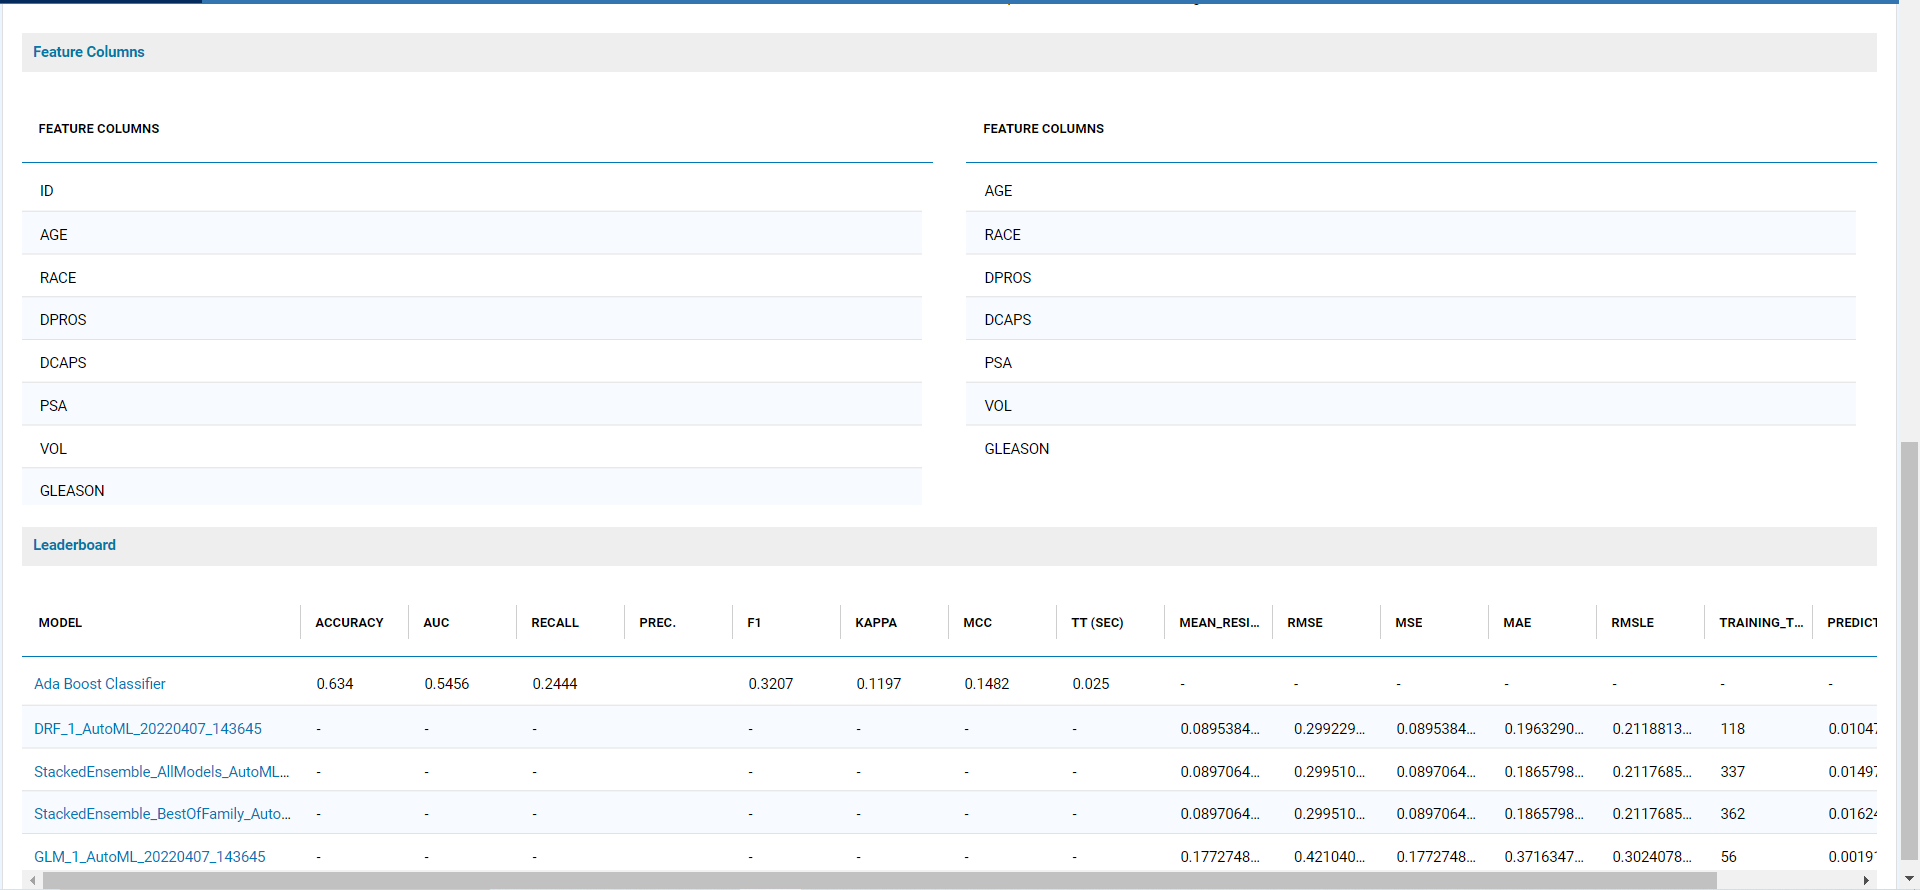 Feature Columns
FEATURE COLUMNS FEATURE COLUMNS
ID AGE
AGE RACE
RACE DPROS
DPROS DCAPS
DCAPS PSA
PSA VOL
VOL GLEASON
GLEASON
Leaderboard
MODEL ACCURACY AUC RECALL PREC. F1 KAPPA MCC TT (SEC) MEAN_RESI... RMSE MSE MAE RMSLE TRAINING_T... PREDICT
Ada Boost Classifier 0.634 0.5456 0.2444 0.3207 0.1197 0.1482 0.025 - - - - - - -
DRF_1_AutoML_20220407_143645 - - - - - - - 0.0895384... 0.299229... 0.0895384... 0.1963290... 0.2118813... 118 0.01047
StackedEnsemble_AllModels_AutoML... - - - - - - - 0.0897064... 0.299510... 0.0897064... 0.1865798... 0.2117685... 337 0.01497
StackedEnsemble_BestOfFamily_Auto... - - - - - - - 0.0897064... 0.299510... 0.0897064... 0.1865798... 0.2117685... 362 0.01624
GLM_1_AutoML_20220407_143645 - - - - - - - 0.1772748... 0.421040... 0.1772748... 0.3716347... 0.3024078... 56 0.00191